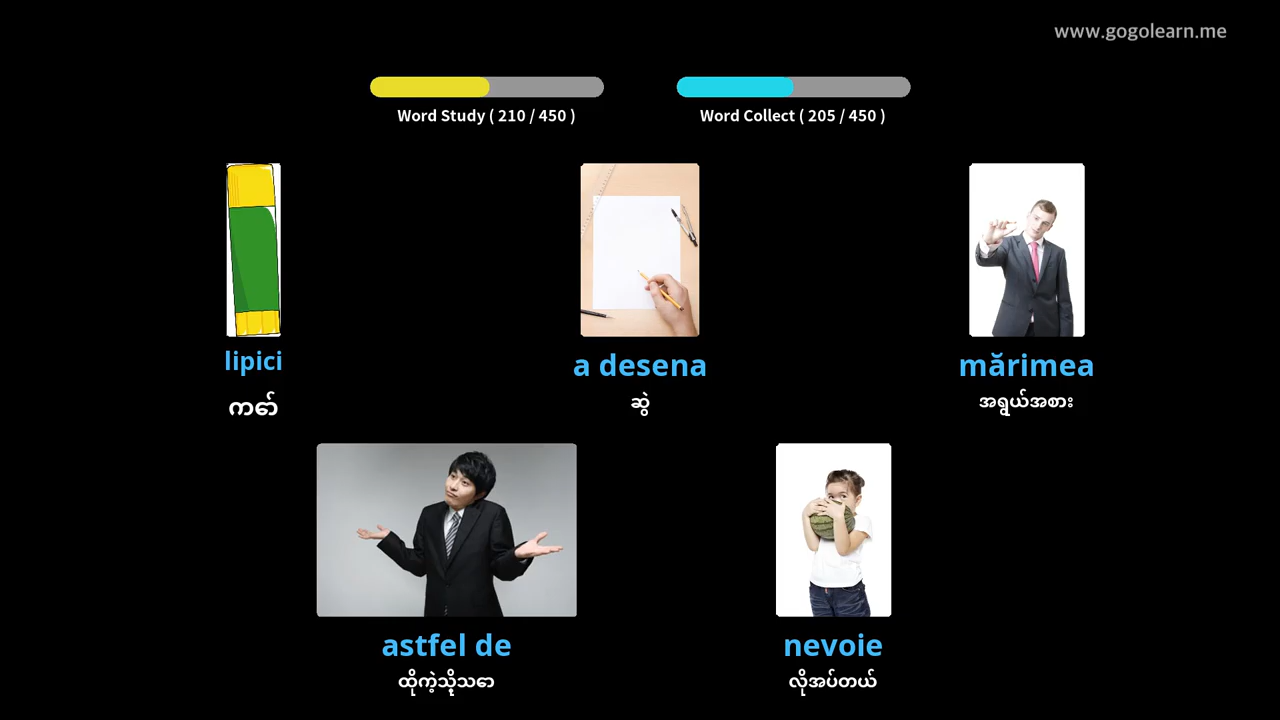 www.gogolearn.me
Word Study ( 210 / 450 )
Word Collect ( 205 / 450 )
lipici
ကော်
a desena
ဆွဲ
mărimea
အရွယ်အစား
astfel de
ထိုကဲ့သို့သော
nevoie
လိုအပ်တယ်